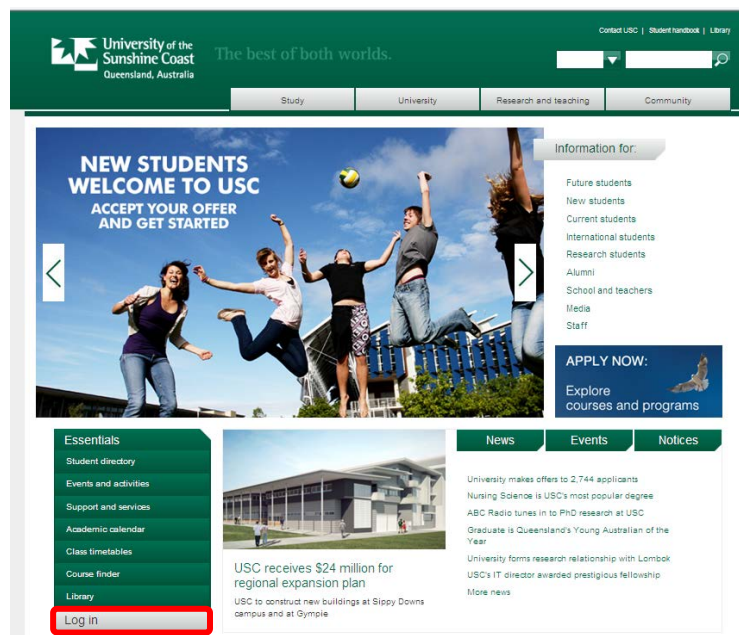 Contact USC | Student handbook | Library
University of the
Sunshine Coast
Queensland, Australia
The best of both worlds.
Study
University
Research and teaching
Community
NEW STUDENTS
WELCOME TO USC
ACCEPT YOUR OFFER
AND GET STARTED
Information for:
Future students
New students
Current students
International students
Research students
Alumni
School and teachers
Media
Staff
APPLY NOW:
Explore
courses and programs
Essentials
Student directory
Events and activities
Support and services
Academic calendar
Class timetables
Course finder
Library
Log in
USC receives $24 million for
regional expansion plan
USC to construct new buildings at Sippy Downs
campus and at Gympie
News
Events
Notices
University makes offers to 2,744 applicants
Nursing Science is USC's most popular degree
ABC Radio tunes in to PhD research at USC
Graduate is Queensland's Young Australian of the
Year
University forms research relationship with Lombok
USC's IT director awarded prestigious fellowship
More news